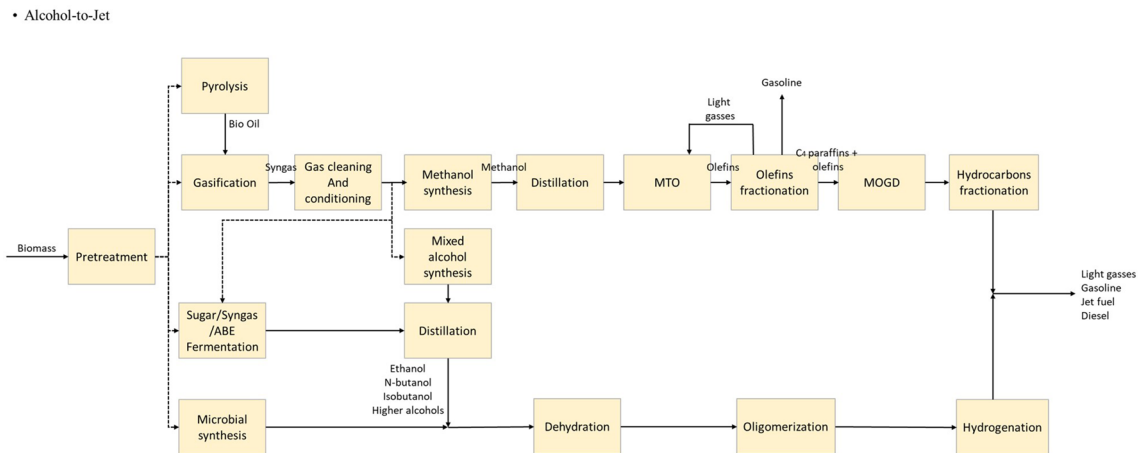 • Alcohol-to-Jet
Pyrolysis
Bio Oil
Gasification
Syngas
Gas cleaning
And
conditioning
Methanol
synthesis
Methanol
Distillation
MTO
Light
gasses
Olefins
Olefins
fractionation
Gasoline
C4 paraffins +
olefins
MOGD
Hydrocarbons
fractionation
Biomass
Pretreatment
Mixed
alcohol
synthesis
Sugar/Syngas
/ABE
Fermentation
Distillation
Ethanol
N-butanol
Isobutanol
Higher alcohols
Microbial
synthesis
Dehydration
Oligomerization
Hydrogenation
Light gasses
Gasoline
Jet fuel
Diesel